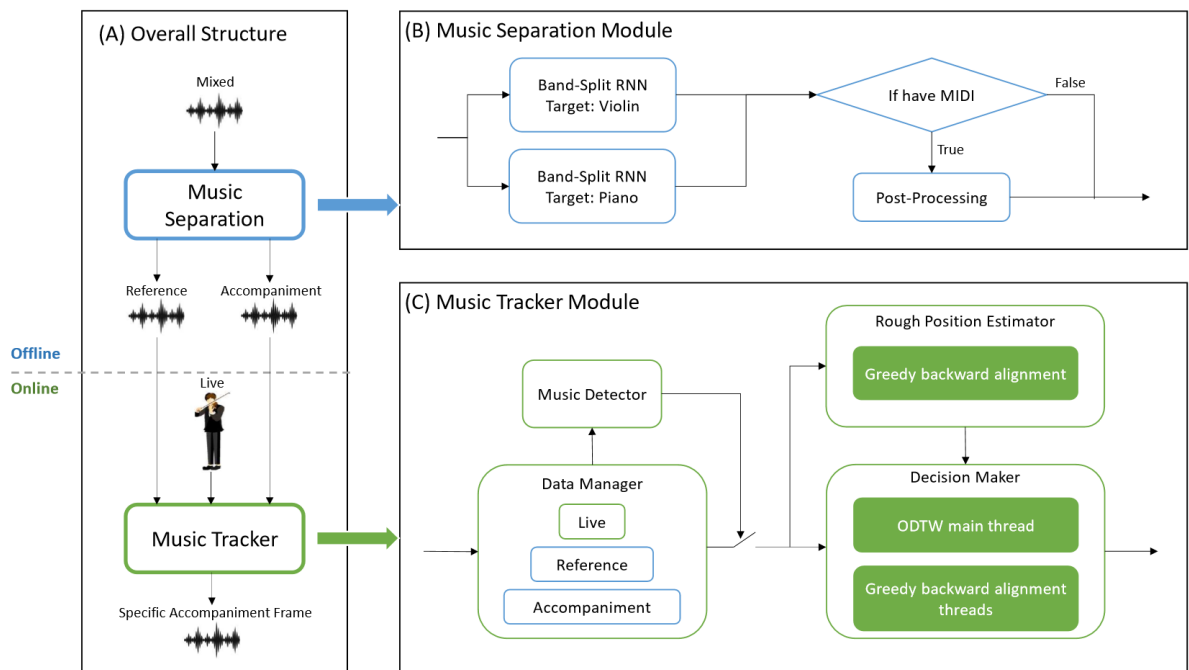 (A) Overall Structure
Mixed
Music
Separation
Reference
Accompaniment
Offline
Online
Live
Music Tracker
Specific Accompaniment Frame
(B) Music Separation Module
Band-Split RNN
Target: Violin
Band-Split RNN
Target: Piano
If have MIDI
False
True
Post-Processing
(C) Music Tracker Module
Music Detector
Data Manager
Live
Reference
Accompaniment
Rough Position Estimator
Greedy backward alignment
Decision Maker
ODTW main thread
Greedy backward alignment
threads